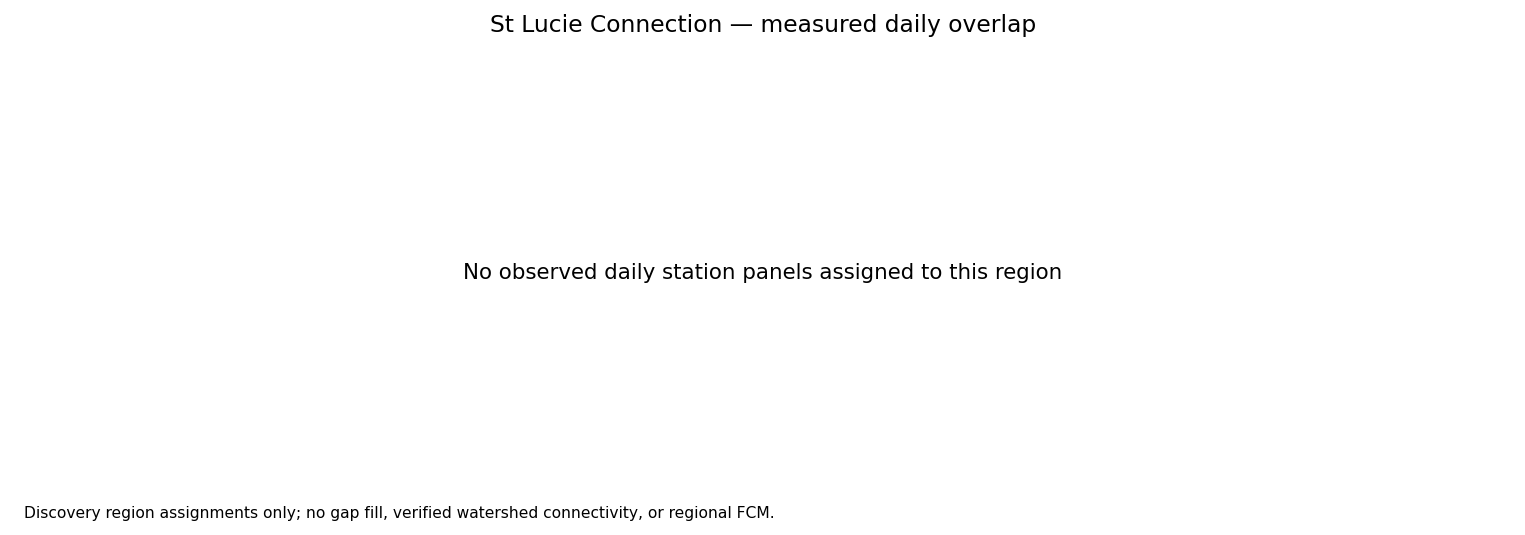 St Lucie Connection — measured daily overlap
No observed daily station panels assigned to this region
Discovery region assignments only; no gap fill, verified watershed connectivity, or regional FCM.